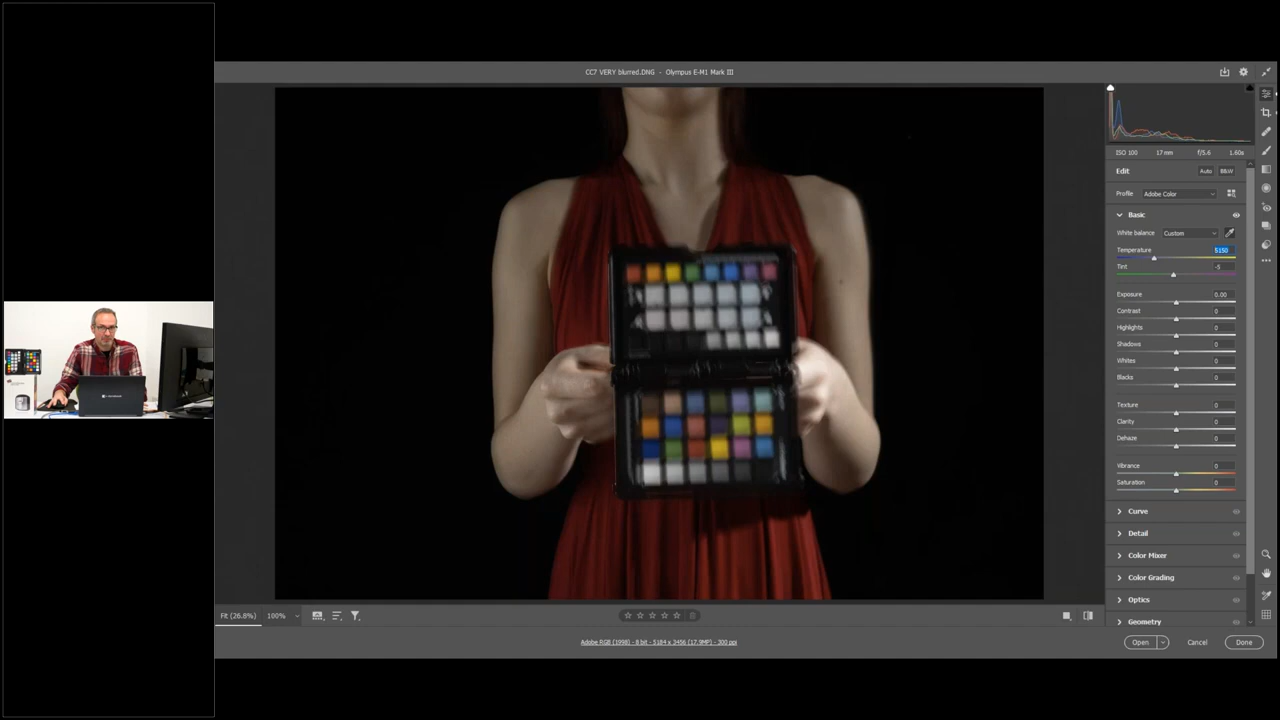 CC7 VERY blurred.DNG - Olympus E-M1 Mark III
ISO 100 17 mm f/5.6 1.60s
Edit Auto B&W
Profile Adobe Color
Basic
White balance Custom
Temperature 5150
Tint -5
Exposure 0.00
Contrast 0
Highlights 0
Shadows 0
Whites 0
Blacks 0
Texture 0
Clarity 0
Dehaze 0
Vibrance 0
Saturation 0
Curve
Detail
Color Mixer
Color Grading
Optics
Geometry
Fit (26.8%) 100%
Adobe RGB (1998) - 8 bit - 5184 x 3456 (17.9MP) - 300 ppi
Open Cancel Done